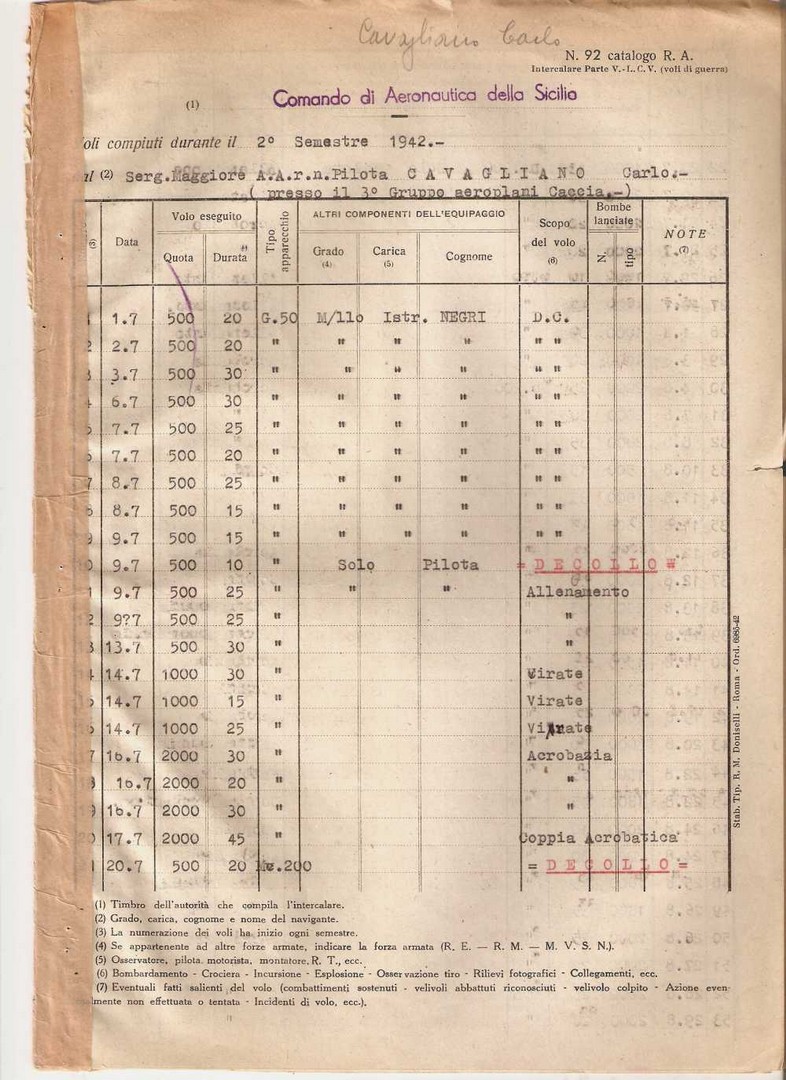 Cavagliano Carlo
N. 92 catalogo R. A.
Intercalare Parte V.-L. C. V. (voli di guerra)
(1) Comando di Aeronautica della Sicilia
oli compiuti durante il 2º Semestre 1942.-
al (2) Serg.Maggiore A.A.r.n.Pilota C A V A G L I A N O Carlo.-
( presso il 3º Gruppo aeroplani Caccia.-)
Data Volo eseguito Tipo apparecchio ALTRI COMPONENTI DELL'EQUIPAGGIO Scopo del volo (6) Bombe lanciate NOTE (7)
Quota Durata Grado (4) Carica (5) Cognome N. tipo
1.7 500 20 G.50 M/llo Istr. NEGRI D.C.
2.7 500 20 " " " " " "
3.7 500 30 " " " " " "
6.7 500 30 " " " " " "
7.7 500 25 " " " " " "
7.7 500 20 " " " " " "
8.7 500 25 " " " " " "
8.7 500 15 " " " " " "
9.7 500 15 " " " " " "
9.7 500 10 " Solo Pilota = D E C O L L O =
9.7 500 25 " " " Allenamento
9?7 500 25 " "
13.7 500 30 " "
14.7 1000 30 " Virate
14.7 1000 15 " Virate
14.7 1000 25 " Virate
16.7 2000 30 " Acrobazia
16.7 2000 20 " "
16.7 2000 30 " "
17.7 2000 45 " Coppia Acrobatica
20.7 500 20 Mc.200 = D E C O L L O =
(1) Timbro dell'autorità che compila l'intercalare.
(2) Grado, carica, cognome e nome del navigante.
(3) La numerazione dei voli ha inizio ogni semestre.
(4) Se appartenente ad altre forze armate, indicare la forza armata (R. E. — R. M. — M. V. S. N.).
(5) Osservatore, pilota, motorista, montatore, R. T., ecc.
(6) Bombardamento - Crociera - Incursione - Esplosione - Osservazione tiro - Rilievi fotografici - Collegamenti, ecc.
(7) Eventuali fatti salienti del volo (combattimenti sostenuti - velivoli abbattuti riconosciuti - velivolo colpito - Azione even-
lmente non effettuata o tentata - Incidenti di volo, ecc.).
Stab. Tip. R. M. Doniselli - Roma - Ord. 6985-42